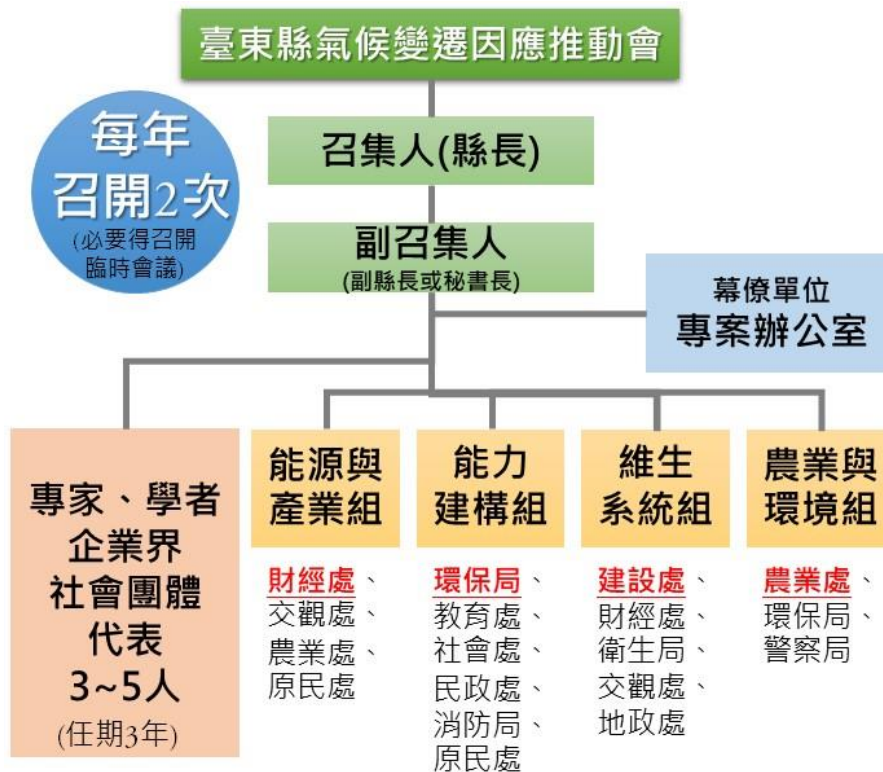 臺東縣氣候變遷因應推動會
每年
召開2次
(必要得召開
臨時會議)
召集人(縣長)
副召集人
(副縣長或秘書長)
幕僚單位
專案辦公室
專家、學者
企業界
社會團體
代表
3~5人
(任期3年)
能源與
產業組
財經處、
交觀處、
農業處、
原民處
能力
建構組
環保局、
教育處、
社會處、
民政處、
消防局、
原民處
維生
系統組
建設處、
財經處、
衛生局、
交觀處、
地政處
農業與
環境組
農業處、
環保局、
警察局